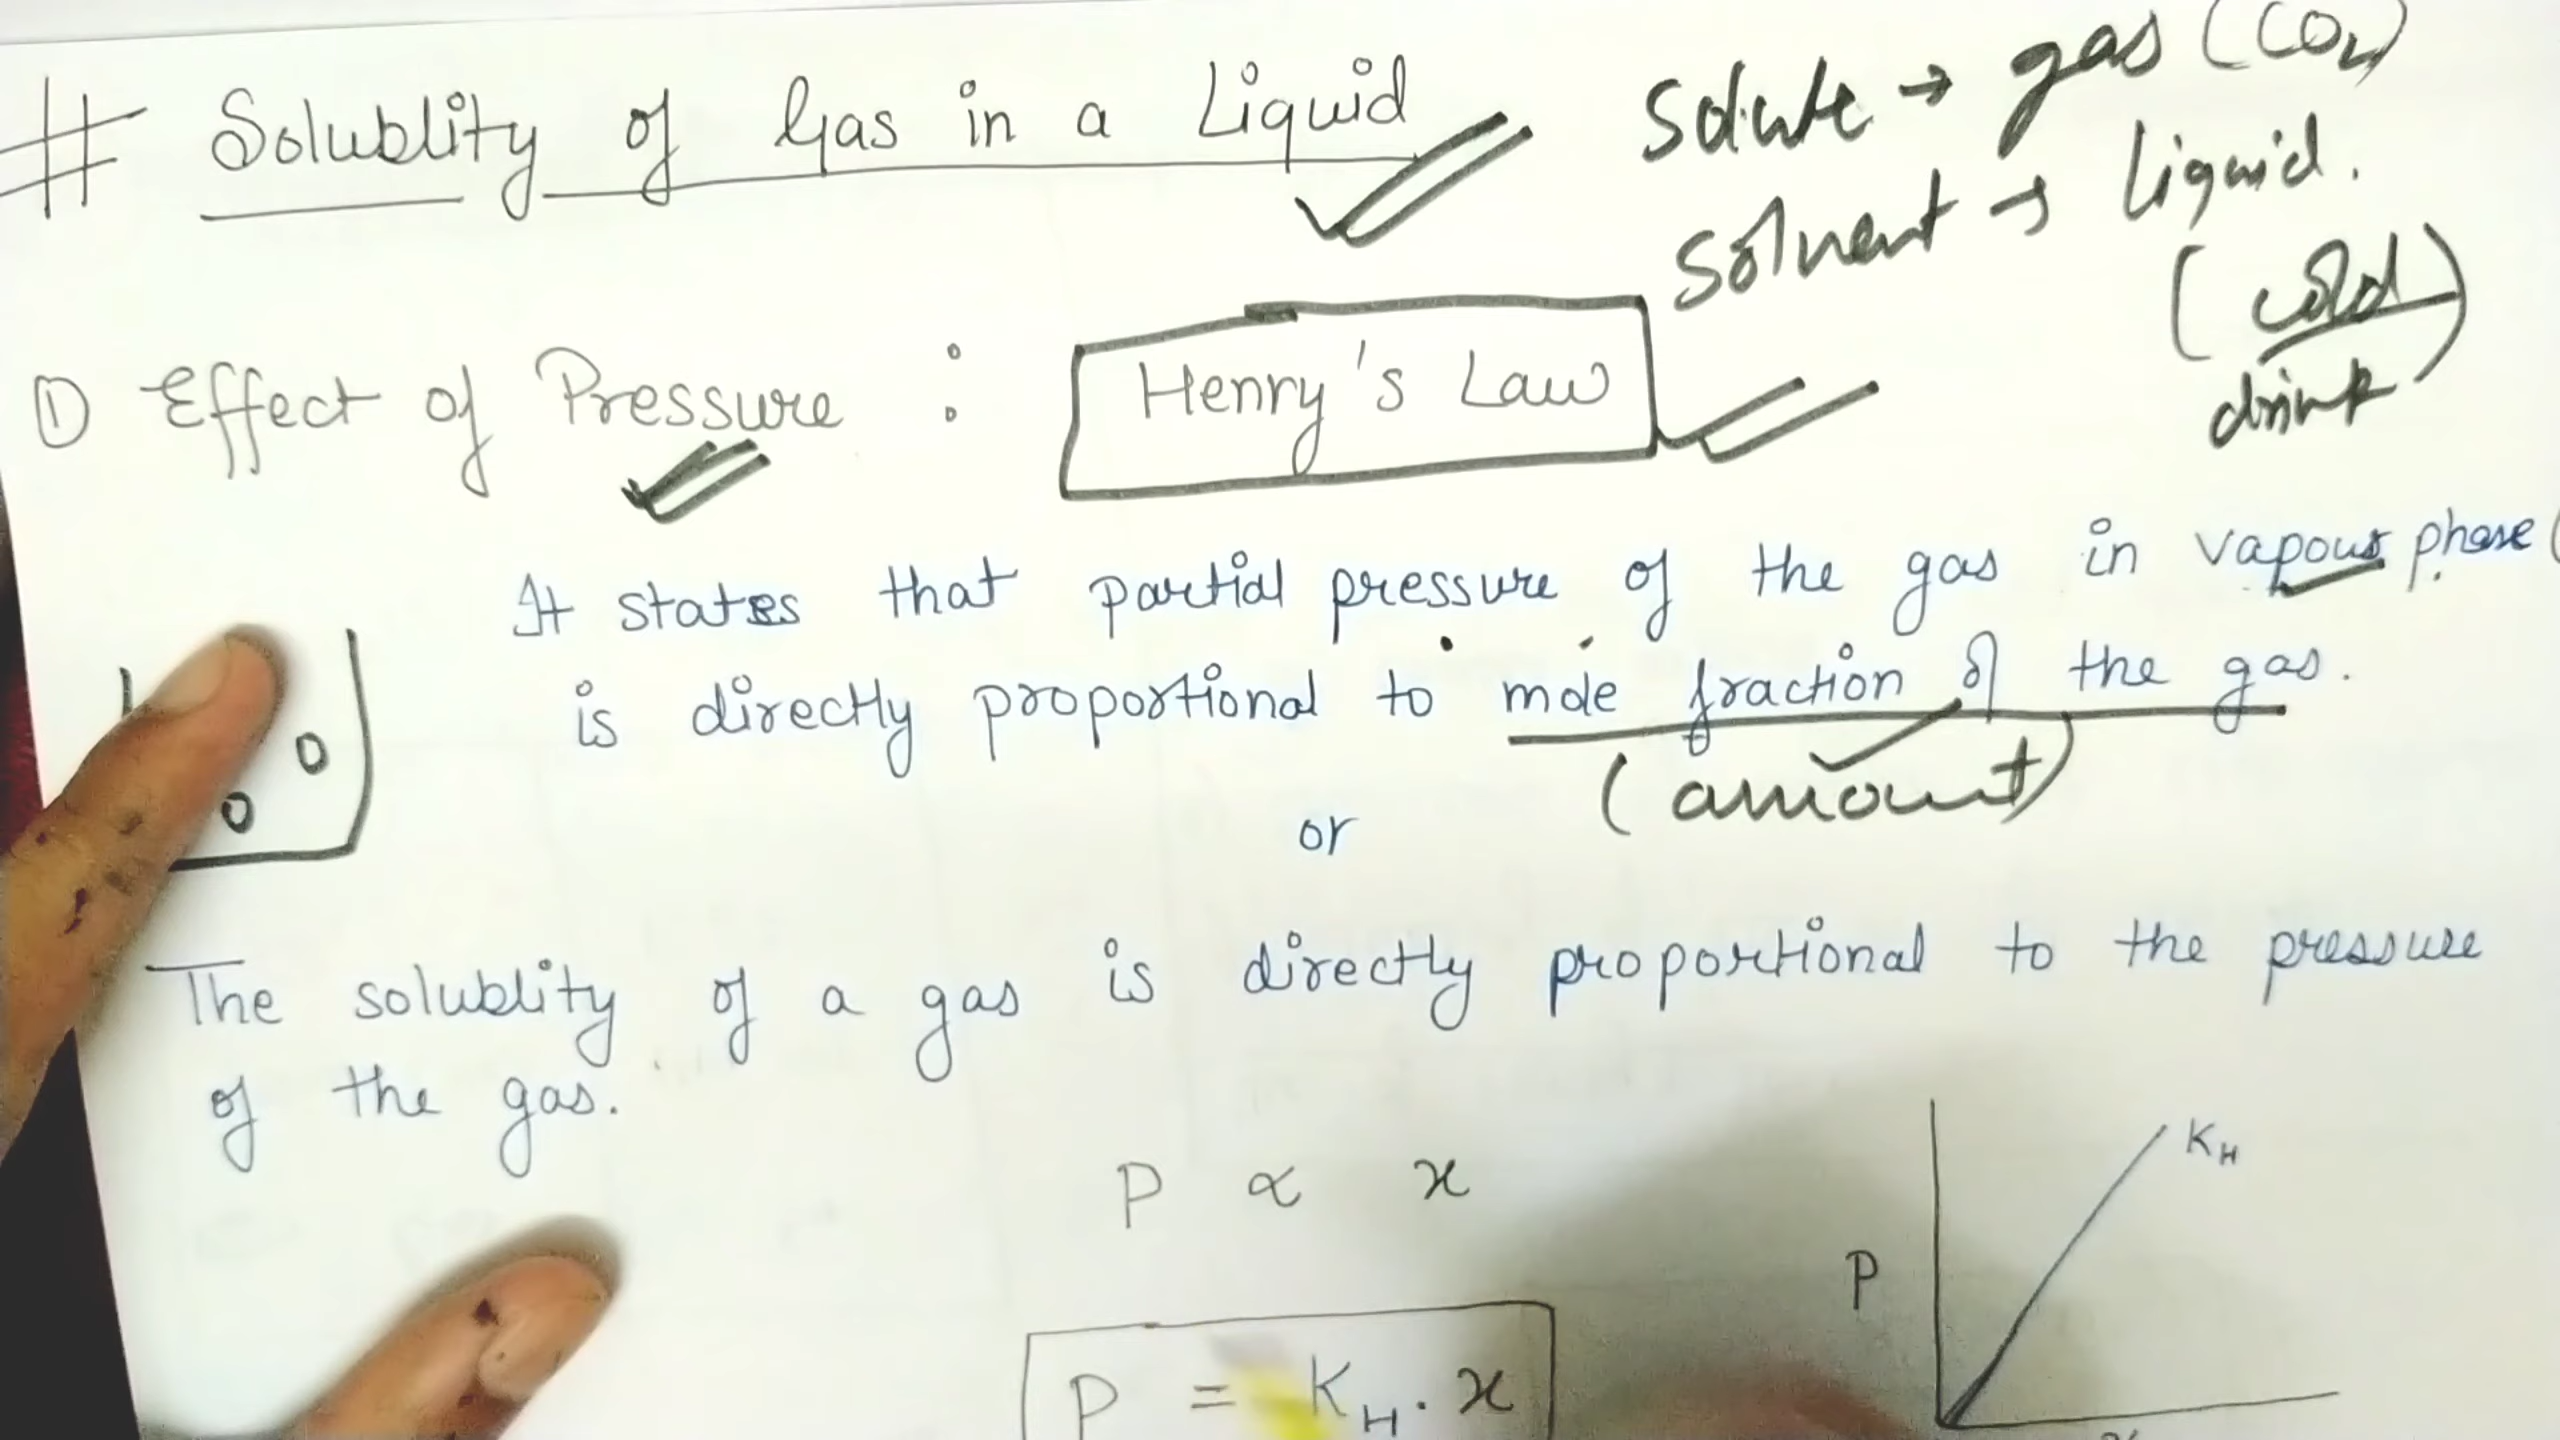 # Solublity of Gas in a Liquid
Solute → gas (CO₂)
Solvent → Liquid.
(cold drink)
① Effect of Pressure : Henry's Law
It states that partial pressure of the gas in vapour phase (
is directly proportional to mole fraction of the gas.
(amount)
or
The solublity of a gas is directly proportional to the pressure
of the gas.
P ∝ x
P = K_H . x
K_H
P